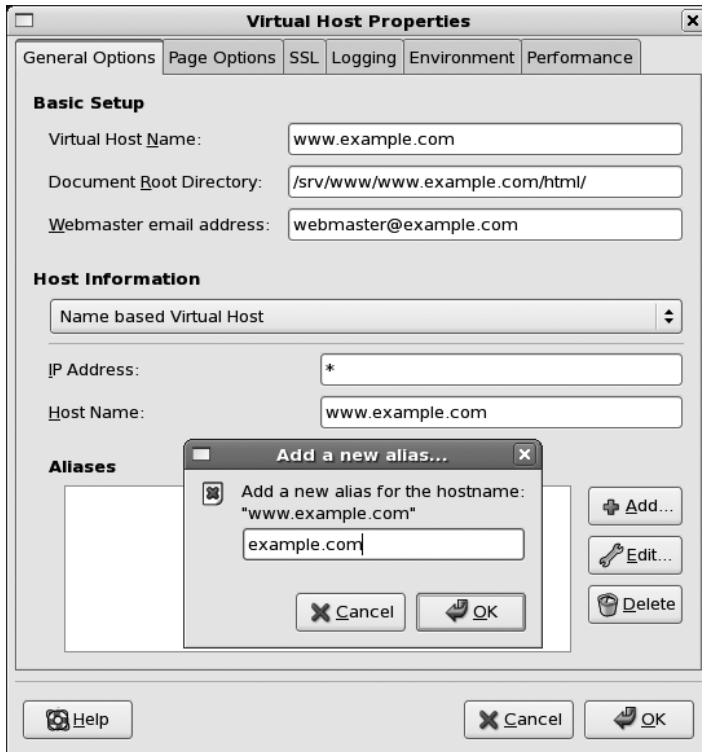 Virtual Host Properties
General Options Page Options SSL Logging Environment Performance
Basic Setup
Virtual Host Name: www.example.com
Document Root Directory: /srv/www/www.example.com/html/
Webmaster email address: webmaster@example.com
Host Information
Name based Virtual Host
IP Address: *
Host Name: www.example.com
Aliases
Add a new alias...
Add a new alias for the hostname:
"www.example.com"
example.com
Cancel OK
Add...
Edit...
Delete
Help Cancel OK